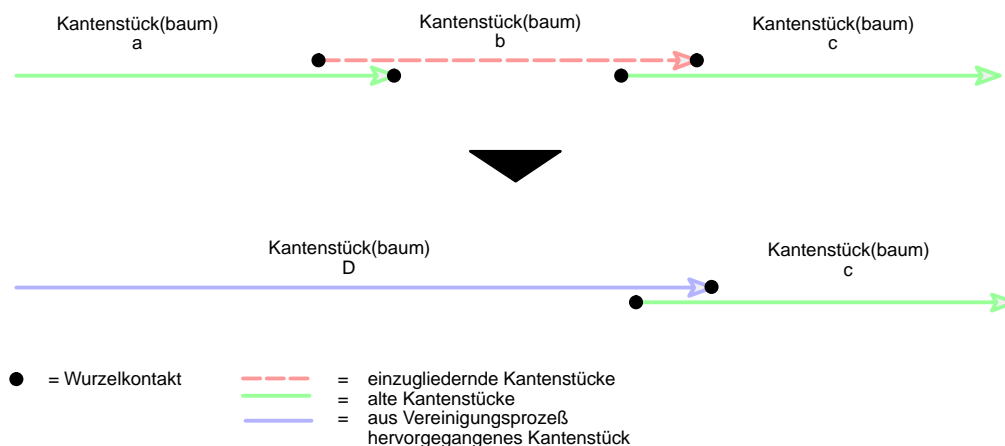 Kantenstück(baum)
a
Kantenstück(baum)
b
Kantenstück(baum)
c
Kantenstück(baum)
D
Kantenstück(baum)
c
= Wurzelkontakt
= einzugliedernde Kantenstücke
= alte Kantenstücke
= aus Vereinigungsprozeß
hervorgegangenes Kantenstück